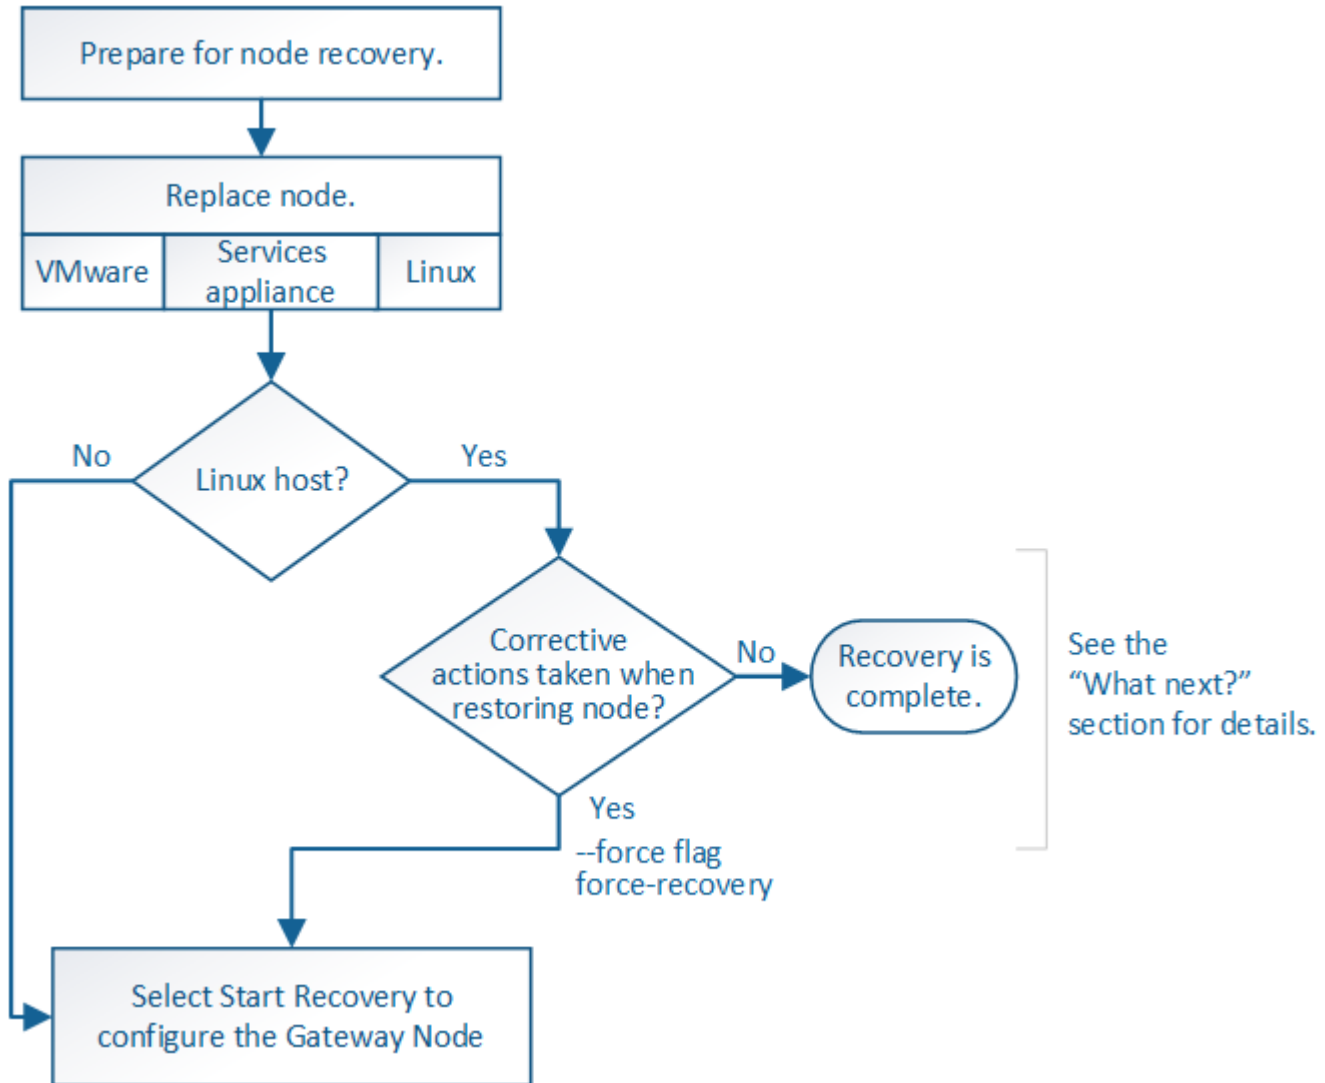 Prepare for node recovery.
Replace node.
VMware
Services
appliance
Linux
Linux host?
No
Yes
Corrective
actions taken when
restoring node?
No
Recovery is
complete.
See the
“What next?”
section for details.
Yes
--force flag
force-recovery
Select Start Recovery to
configure the Gateway Node